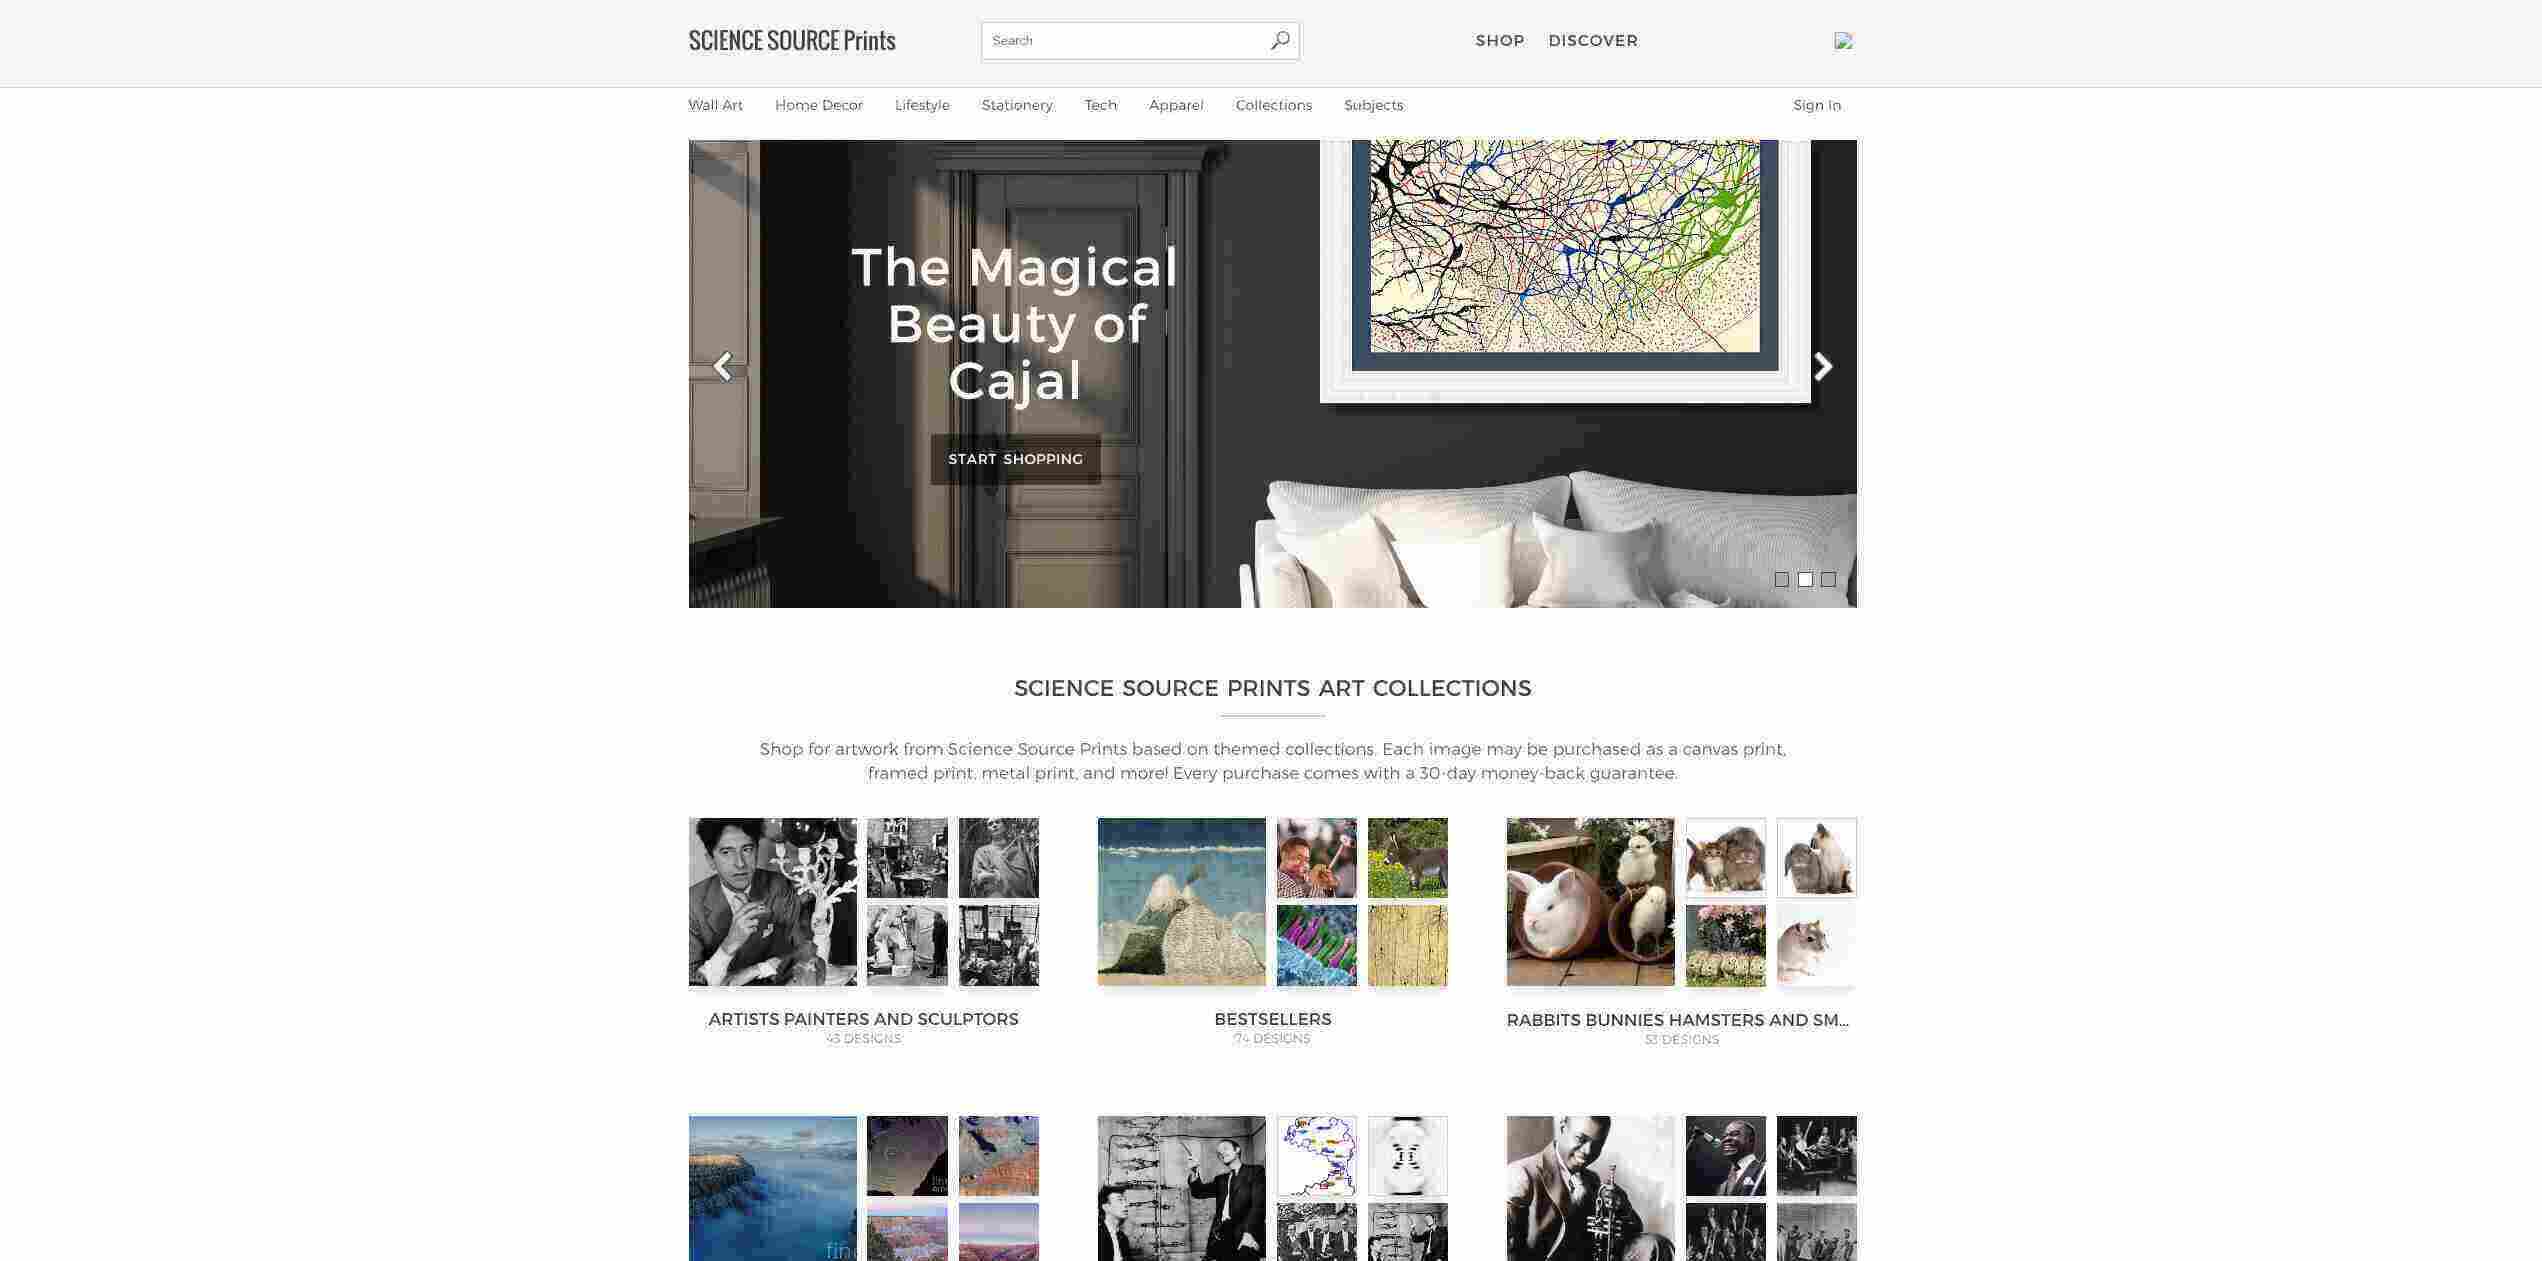 SCIENCE SOURCE Prints
Search
SHOP DISCOVER
Wall Art Home Decor Lifestyle Stationery Tech Apparel Collections Subjects Sign In
The Magical
Beauty of
Cajal
START SHOPPING
SCIENCE SOURCE PRINTS ART COLLECTIONS
Shop for artwork from Science Source Prints based on themed collections. Each image may be purchased as a canvas print,
framed print, metal print, and more! Every purchase comes with a 30-day money-back guarantee.
ARTISTS PAINTERS AND SCULPTORS
43 DESIGNS
BESTSELLERS
74 DESIGNS
RABBITS BUNNIES HAMSTERS AND SM...
53 DESIGNS